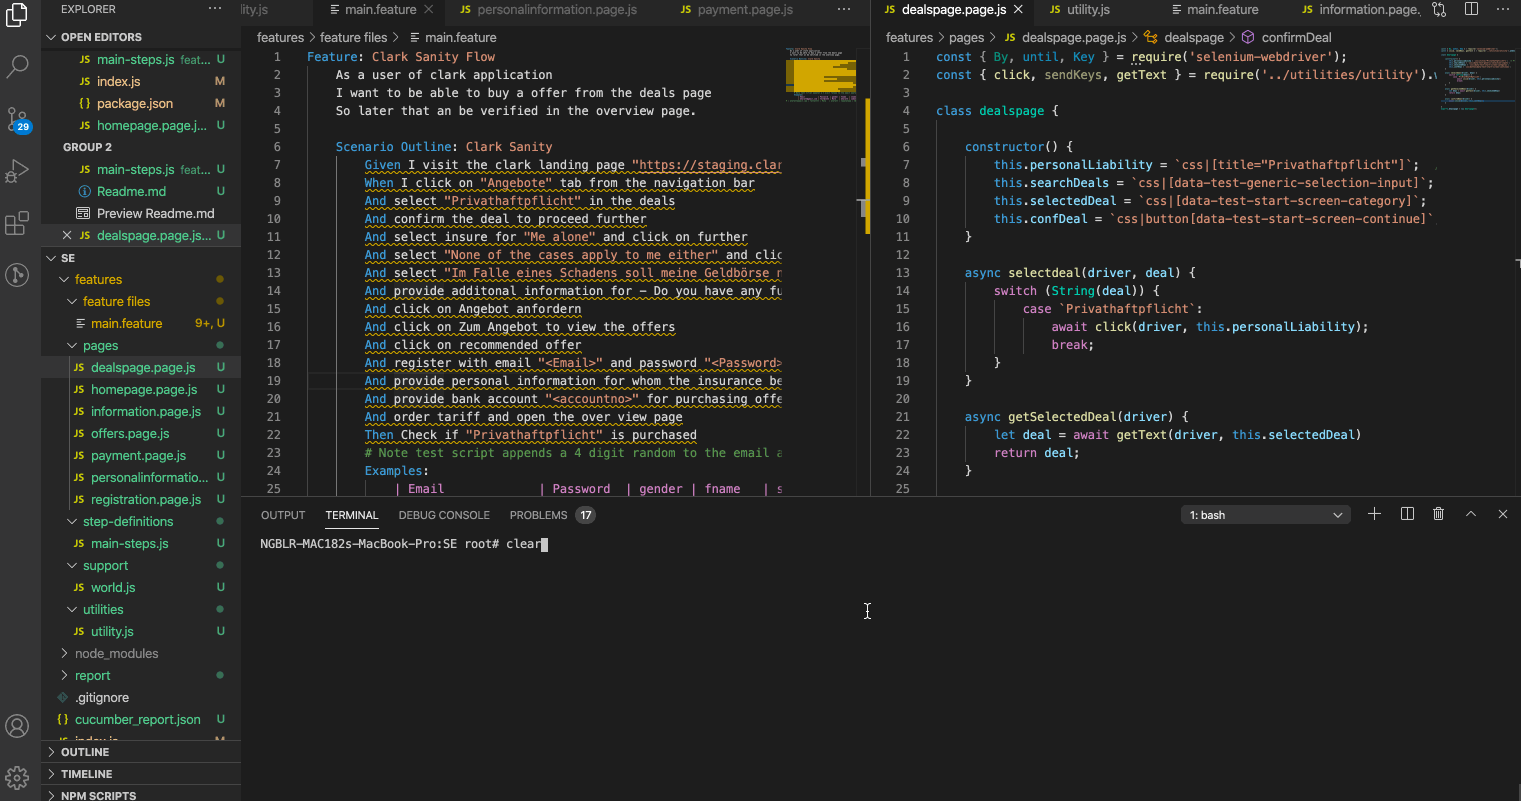 EXPLORER
···
ity.js
main.feature
personalinformation.page.js
payment.page.js
···
dealspage.page.js
utility.js
main.feature
information.page.
···
OPEN EDITORS
JS main-steps.js feat... U
JS index.js M
{} package.json M
JS homepage.page.j... U
GROUP 2
JS main-steps.js feat... U
Readme.md U
Preview Readme.md
JS dealspage.page.js... U
SE
features
feature files
main.feature 9+, U
pages
JS dealspage.page.js U
JS homepage.page.js U
JS information.page.js U
JS offers.page.js U
JS payment.page.js U
JS personalinformatio... U
JS registration.page.js U
step-definitions
JS main-steps.js U
support
JS world.js U
utilities
JS utility.js U
node_modules
report
.gitignore
{} cucumber_report.json U
index.js M
OUTLINE
TIMELINE
NPM SCRIPTS
29
features > feature files > main.feature
1 Feature: Clark Sanity Flow
2 As a user of clark application
3 I want to be able to buy a offer from the deals page
4 So later that an be verified in the overview page.
5
6 Scenario Outline: Clark Sanity
7 Given I visit the clark landing page "https://staging.clar
8 When I click on "Angebote" tab from the navigation bar
9 And select "Privathaftpflicht" in the deals
10 And confirm the deal to proceed further
11 And select insure for "Me alone" and click on further
12 And select "None of the cases apply to me either" and clic
13 And select "Im Falle eines Schadens soll meine Geldbörse n
14 And provide additonal information for – Do you have any fu
15 And click on Angebot anfordern
16 And click on Zum Angebot to view the offers
17 And click on recommended offer
18 And register with email "<Email>" and password "<Password>
19 And provide personal information for whom the insurance be
20 And provide bank account "<accountno>" for purchasing offe
21 And order tariff and open the over view page
22 Then Check if "Privathaftpflicht" is purchased
23 # Note test script appends a 4 digit random to the email a
24 Examples:
25 | Email | Password | gender | fname | s
features > pages > JS dealspage.page.js > dealspage > confirmDeal
1 const { By, until, Key } = require('selenium-webdriver');
2 const { click, sendKeys, getText } = require('../utilities/utility').
3
4 class dealspage {
5
6 constructor() {
7 this.personalLiability = `css|[title="Privathaftpflicht"]`;
8 this.searchDeals = `css|[data-test-generic-selection-input]`;
9 this.selectedDeal = `css|[data-test-start-screen-category]`;
10 this.confDeal = `css|button[data-test-start-screen-continue]`
11 }
12
13 async selectdeal(driver, deal) {
14 switch (String(deal)) {
15 case `Privathaftpflicht`:
16 await click(driver, this.personalLiability);
17 break;
18 }
19 }
20
21 async getSelectedDeal(driver) {
22 let deal = await getText(driver, this.selectedDeal)
23 return deal;
24 }
25
OUTPUT TERMINAL DEBUG CONSOLE PROBLEMS 17
1: bash
NGBLR-MAC182s-MacBook-Pro:SE root# clear